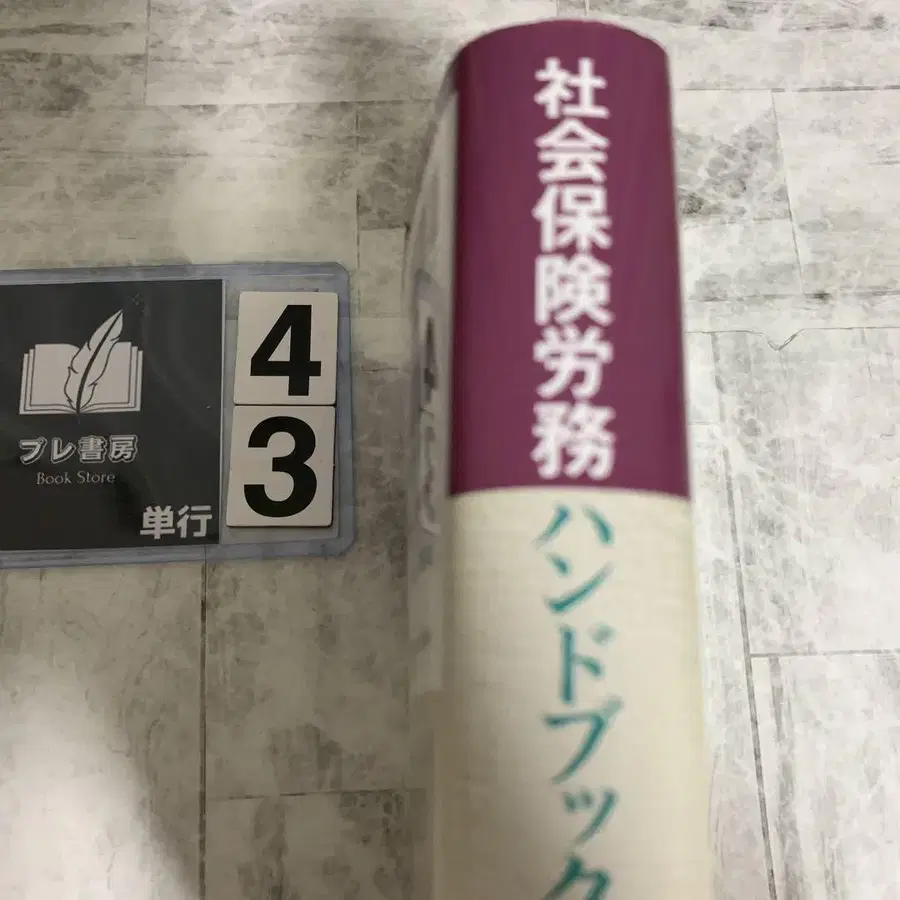 社会保険労務
ハンドブック
4
3
ブレ書房
Book Store
単行